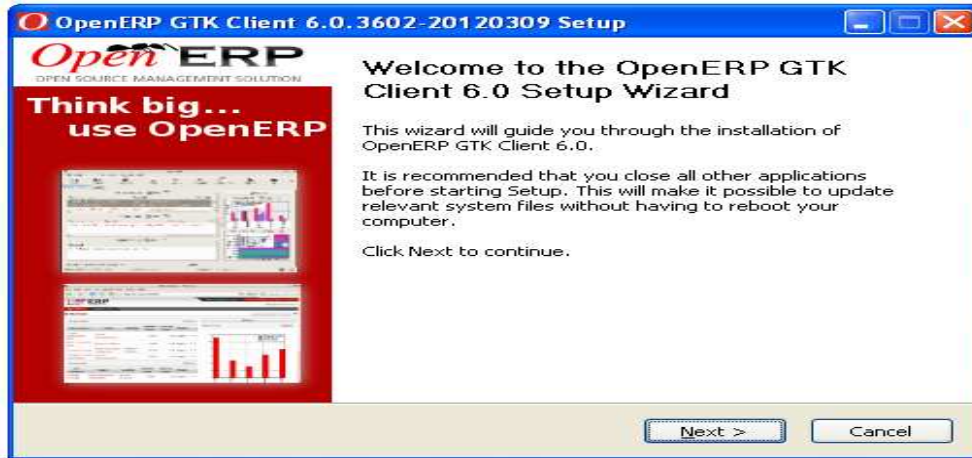 OpenERP GTK Client 6.0.3602-20120309 Setup
Open ERP
OPEN SOURCE MANAGEMENT SOLUTION
Think big...
use OpenERP
Welcome to the OpenERP GTK
Client 6.0 Setup Wizard
This wizard will guide you through the installation of
OpenERP GTK Client 6.0.
It is recommended that you close all other applications
before starting Setup. This will make it possible to update
relevant system files without having to reboot your
computer.
Click Next to continue.
Next >
Cancel